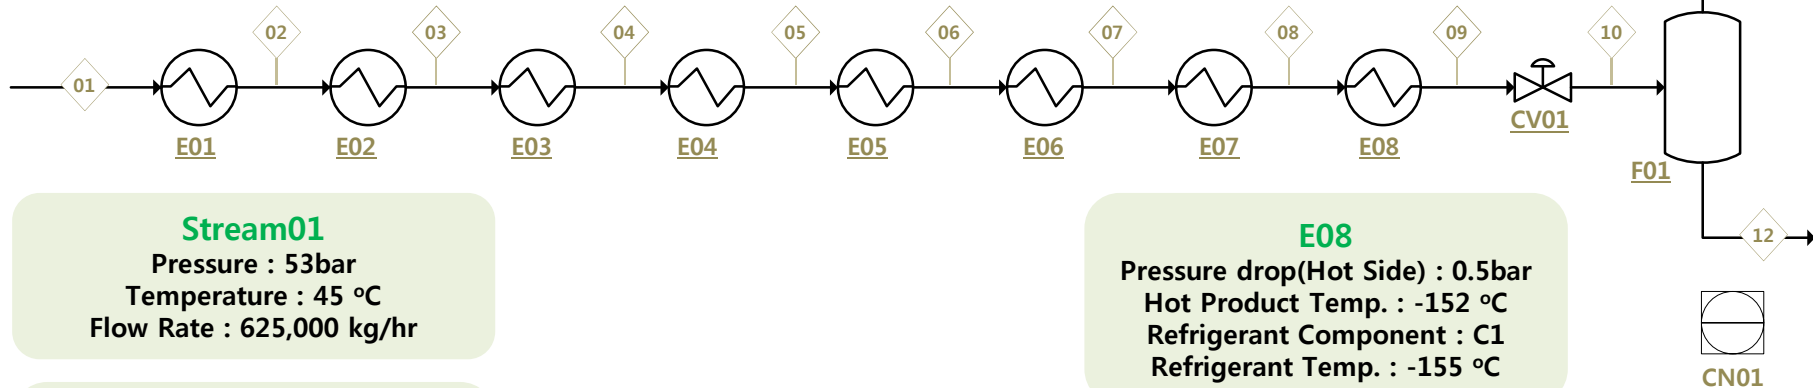 02 03 04 05 06 07 08 09 10
01
CV01
E01 E02 E03 E04 E05 E06 E07 E08
F01
Stream01
Pressure : 53bar
Temperature : 45 ºC
Flow Rate : 625,000 kg/hr
E08
Pressure drop(Hot Side) : 0.5bar
Hot Product Temp. : -152 ºC
Refrigerant Component : C1
Refrigerant Temp. : -155 ºC
12
CN01